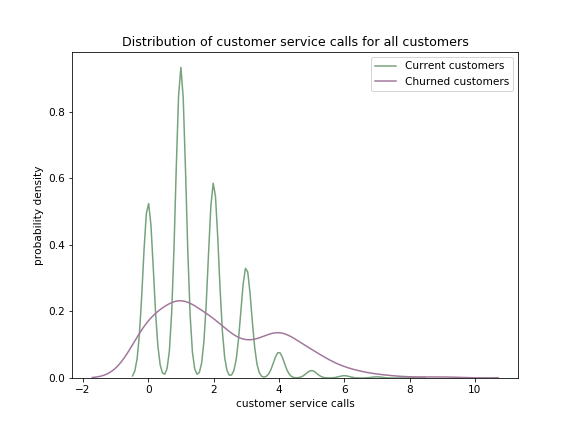 Distribution of customer service calls for all customers
Current customers
Churned customers
probability density
0.8
0.6
0.4
0.2
0.0
−2
0
2
4
6
8
10
customer service calls